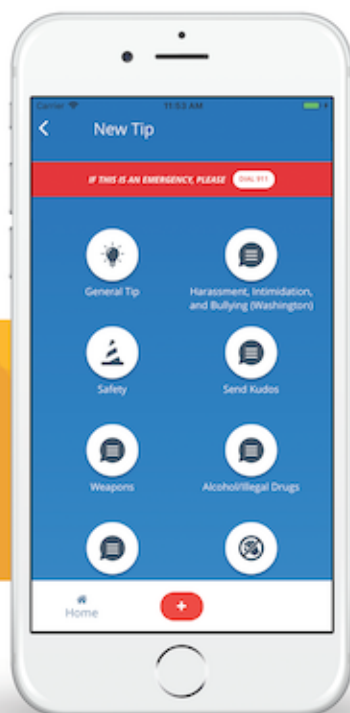 Carrier 11:53 AM
New Tip
IF THIS IS AN EMERGENCY, PLEASE DIAL 911
General Tip
Harassment, Intimidation,
and Bullying (Washington)
Safety
Send Kudos
Weapons
Alcohol/Illegal Drugs
Home